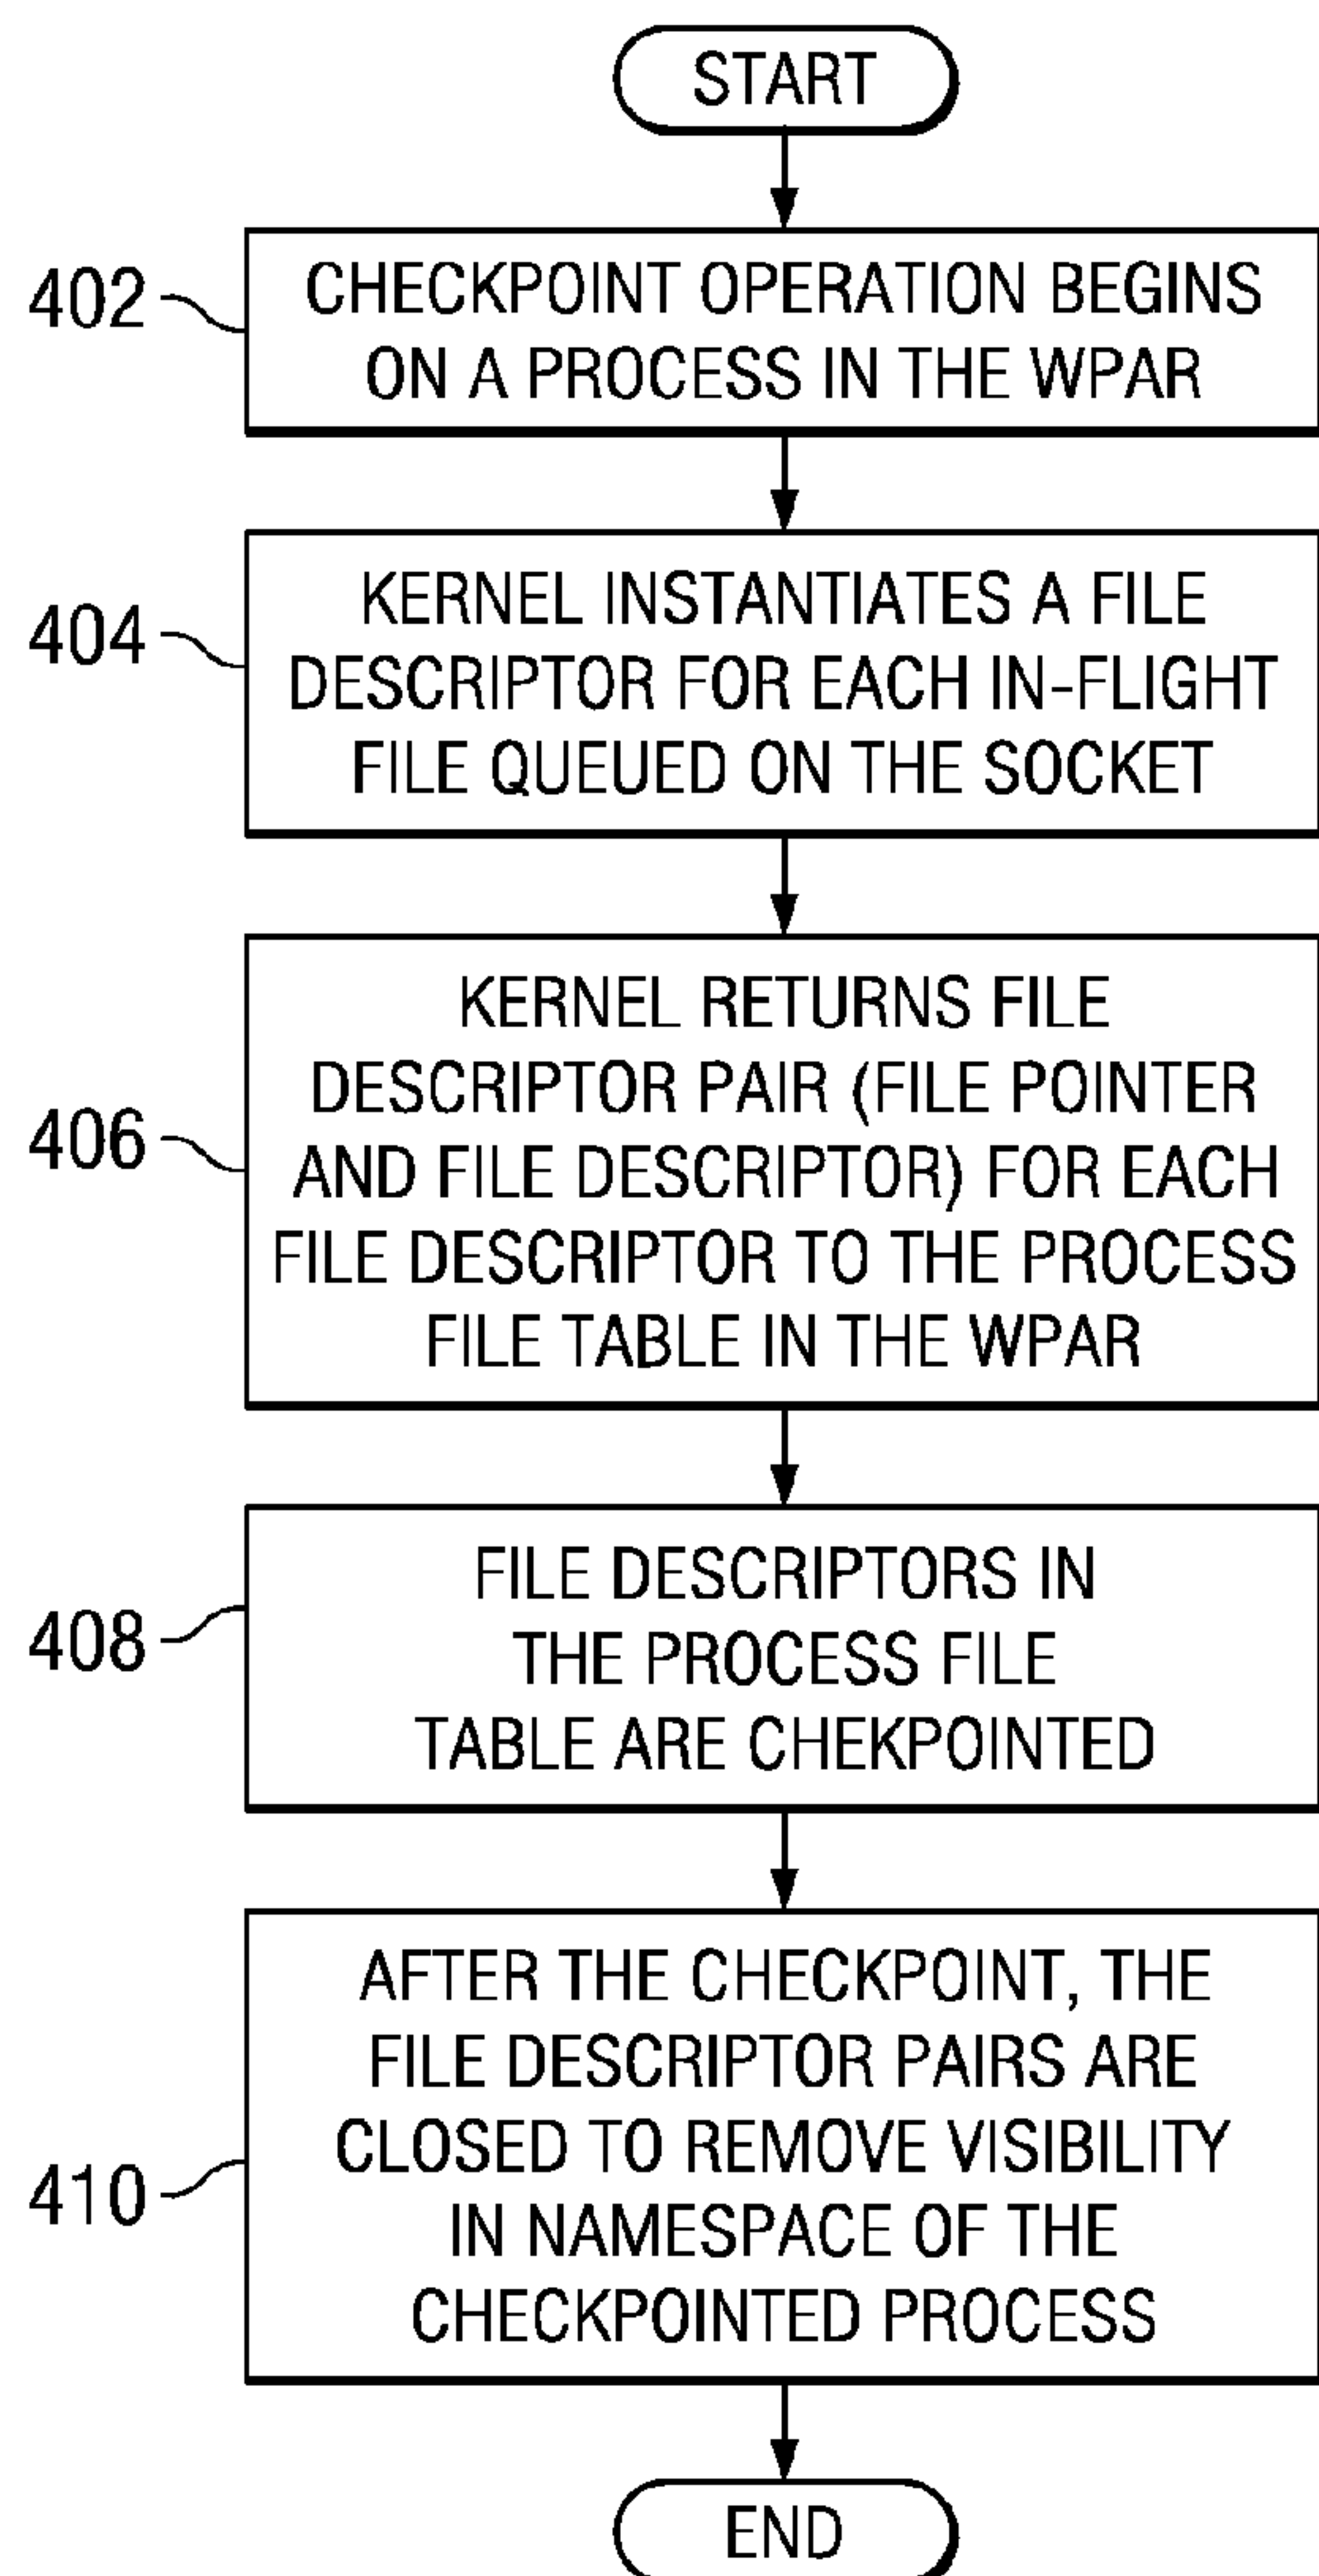 START
402
CHECKPOINT OPERATION BEGINS
ON A PROCESS IN THE WPAR
404
KERNEL INSTANTIATES A FILE
DESCRIPTOR FOR EACH IN-FLIGHT
FILE QUEUED ON THE SOCKET
406
KERNEL RETURNS FILE
DESCRIPTOR PAIR (FILE POINTER
AND FILE DESCRIPTOR) FOR EACH
FILE DESCRIPTOR TO THE PROCESS
FILE TABLE IN THE WPAR
408
FILE DESCRIPTORS IN
THE PROCESS FILE
TABLE ARE CHEKPOINTED
410
AFTER THE CHECKPOINT, THE
FILE DESCRIPTOR PAIRS ARE
CLOSED TO REMOVE VISIBILITY
IN NAMESPACE OF THE
CHECKPOINTED PROCESS
END